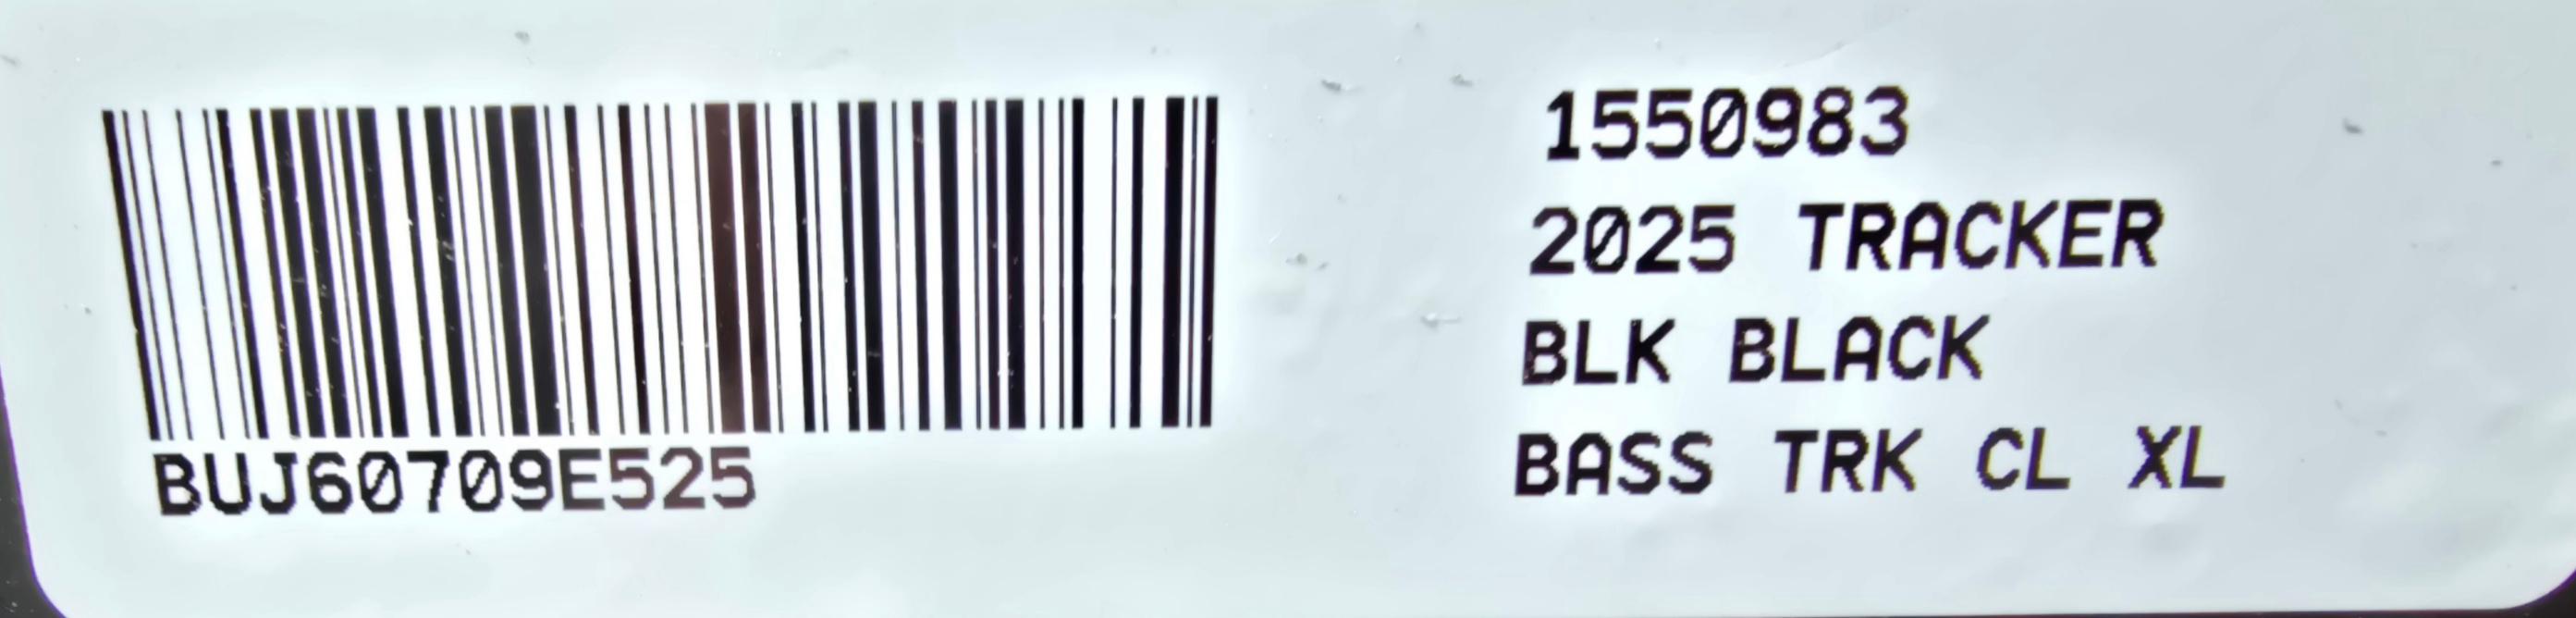 BUJ60709E525
1550983
2025 TRACKER
BLK BLACK
BASS TRK CL XL